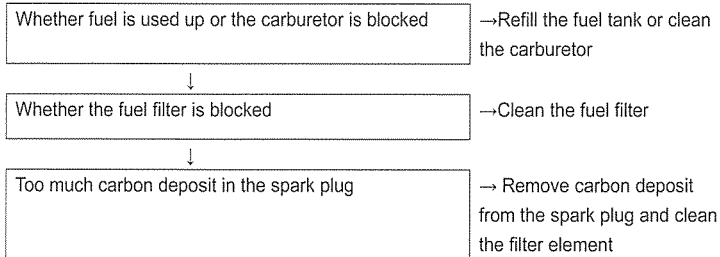 Whether fuel is used up or the carburetor is blocked
→Refill the fuel tank or clean
the carburetor
↓
Whether the fuel filter is blocked
→Clean the fuel filter
↓
Too much carbon deposit in the spark plug
→ Remove carbon deposit
from the spark plug and clean
the filter element